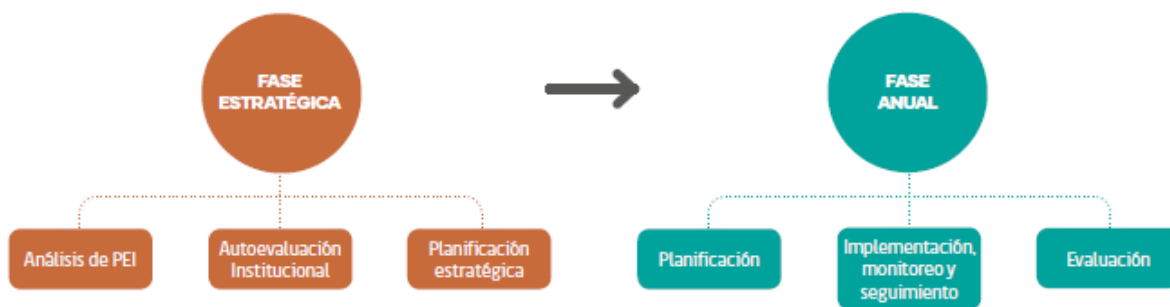 FASE
ESTRATÉGICA
FASE
ANUAL
Análisis de PEI
Autoevaluación
Institucional
Planificación
estratégica
Planificación
Implementación,
monitoreo y
seguimiento
Evaluación